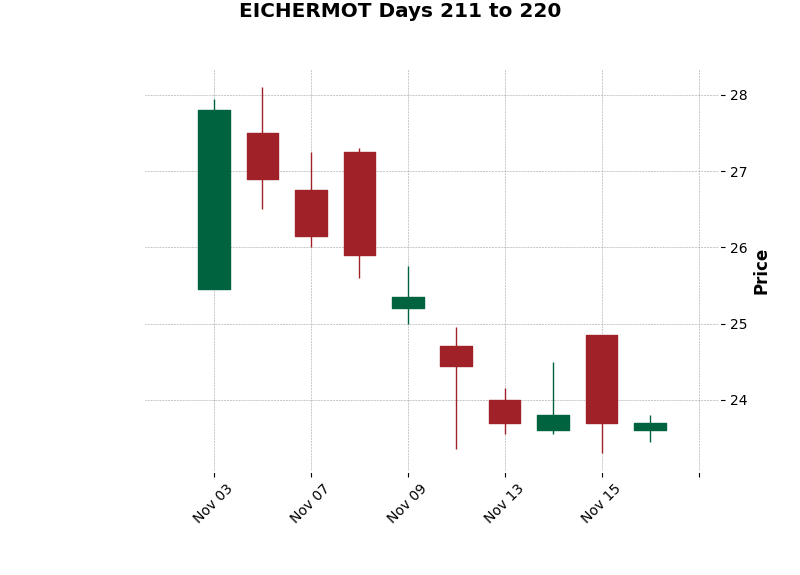 EICHERMOT Days 211 to 220
28
27
26
25
24
Price
Nov 03
Nov 07
Nov 09
Nov 13
Nov 15